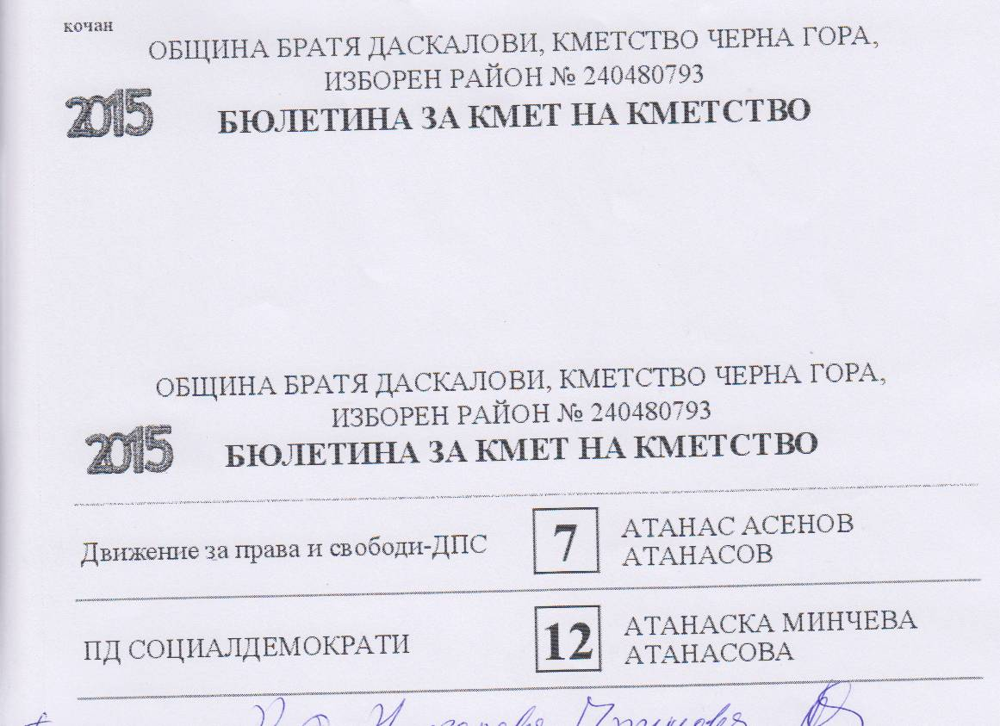 кочан
ОБЩИНА БРАТЯ ДАСКАЛОВИ, КМЕТСТВО ЧЕРНА ГОРА,
ИЗБОРЕН РАЙОН № 240480793
2015 БЮЛЕТИНА ЗА КМЕТ НА КМЕТСТВО
ОБЩИНА БРАТЯ ДАСКАЛОВИ, КМЕТСТВО ЧЕРНА ГОРА,
ИЗБОРЕН РАЙОН № 240480793
2015 БЮЛЕТИНА ЗА КМЕТ НА КМЕТСТВО
Движение за права и свободи-ДПС 7 АТАНАС АСЕНОВ
АТАНАСОВ
ПД СОЦИАЛДЕМОКРАТИ 12 АТАНАСКА МИНЧЕВА
АТАНАСОВА